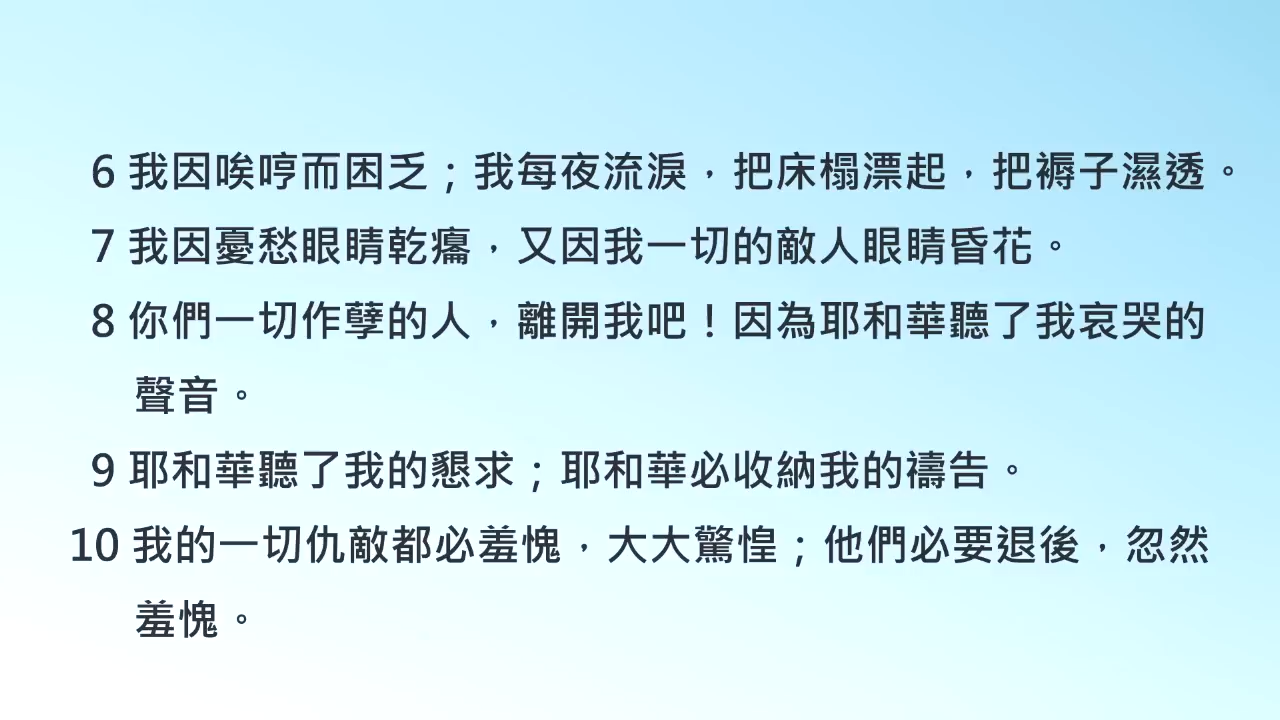 6 我因唉哼而困乏；我每夜流淚，把床榻漂起，把褥子濕透。
7 我因憂愁眼睛乾癟，又因我一切的敵人眼睛昏花。
8 你們一切作孽的人，離開我吧！因為耶和華聽了我哀哭的
聲音。
9 耶和華聽了我的懇求；耶和華必收納我的禱告。
10 我的一切仇敵都必羞愧，大大驚惶；他們必要退後，忽然
羞愧。